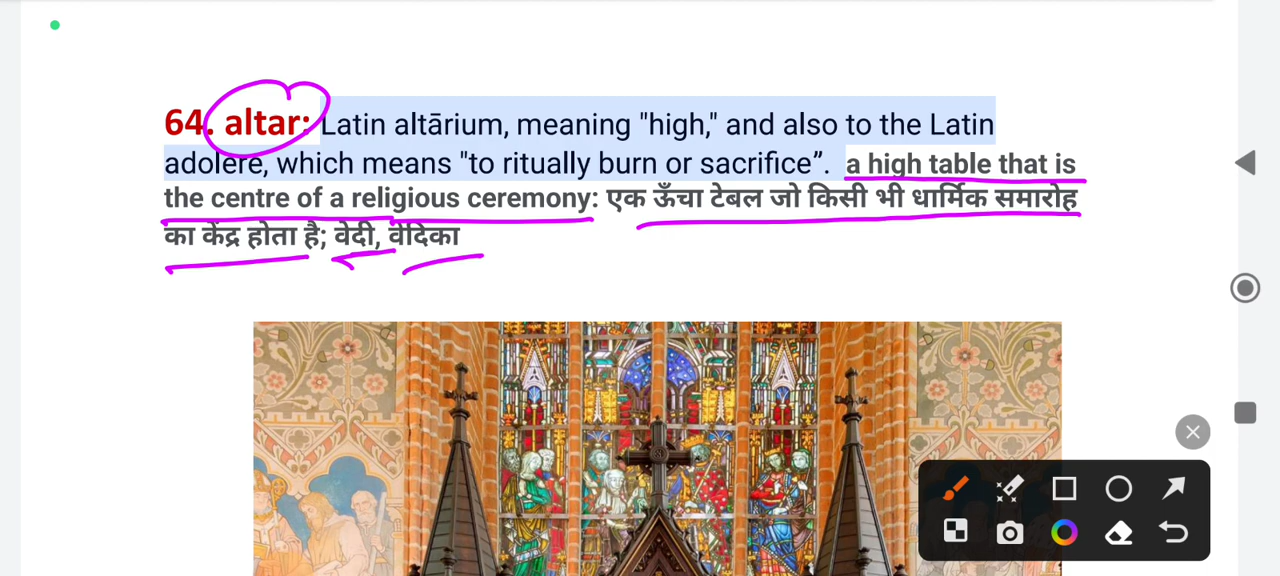 64. altar: Latin altārium, meaning "high," and also to the Latin
adolere, which means "to ritually burn or sacrifice”. a high table that is
the centre of a religious ceremony: एक ऊँचा टेबल जो किसी भी धार्मिक समारोह
का केंद्र होता है; वेदी, वेदिका